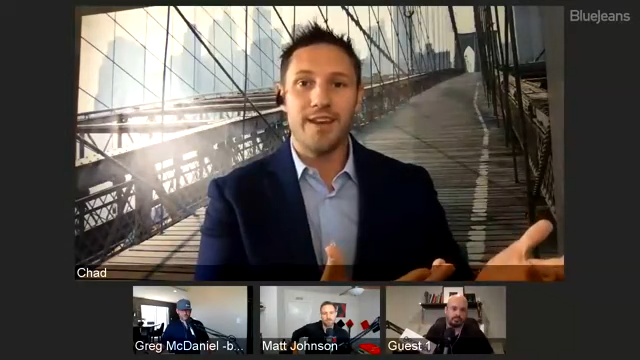 BLUEJEANS
Chad
Greg McDaniel -b...
Matt Johnson
Guest 1